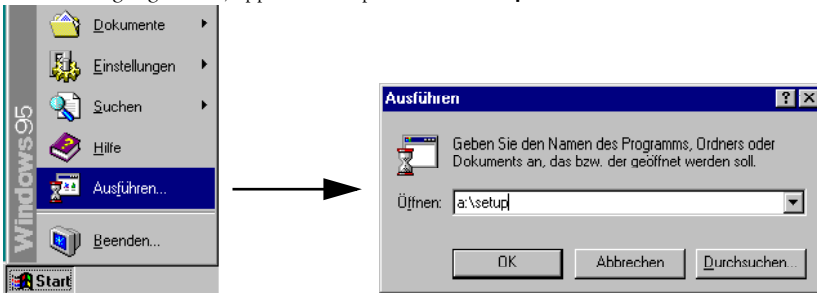 Dokumente
Einstellungen
Suchen
Hilfe
Ausführen...
Beenden...
Windows95
Start
Ausführen
Geben Sie den Namen des Programms, Ordners oder
Dokuments an, das bzw. der geöffnet werden soll.
Öffnen: a:\setup
OK Abbrechen Durchsuchen...